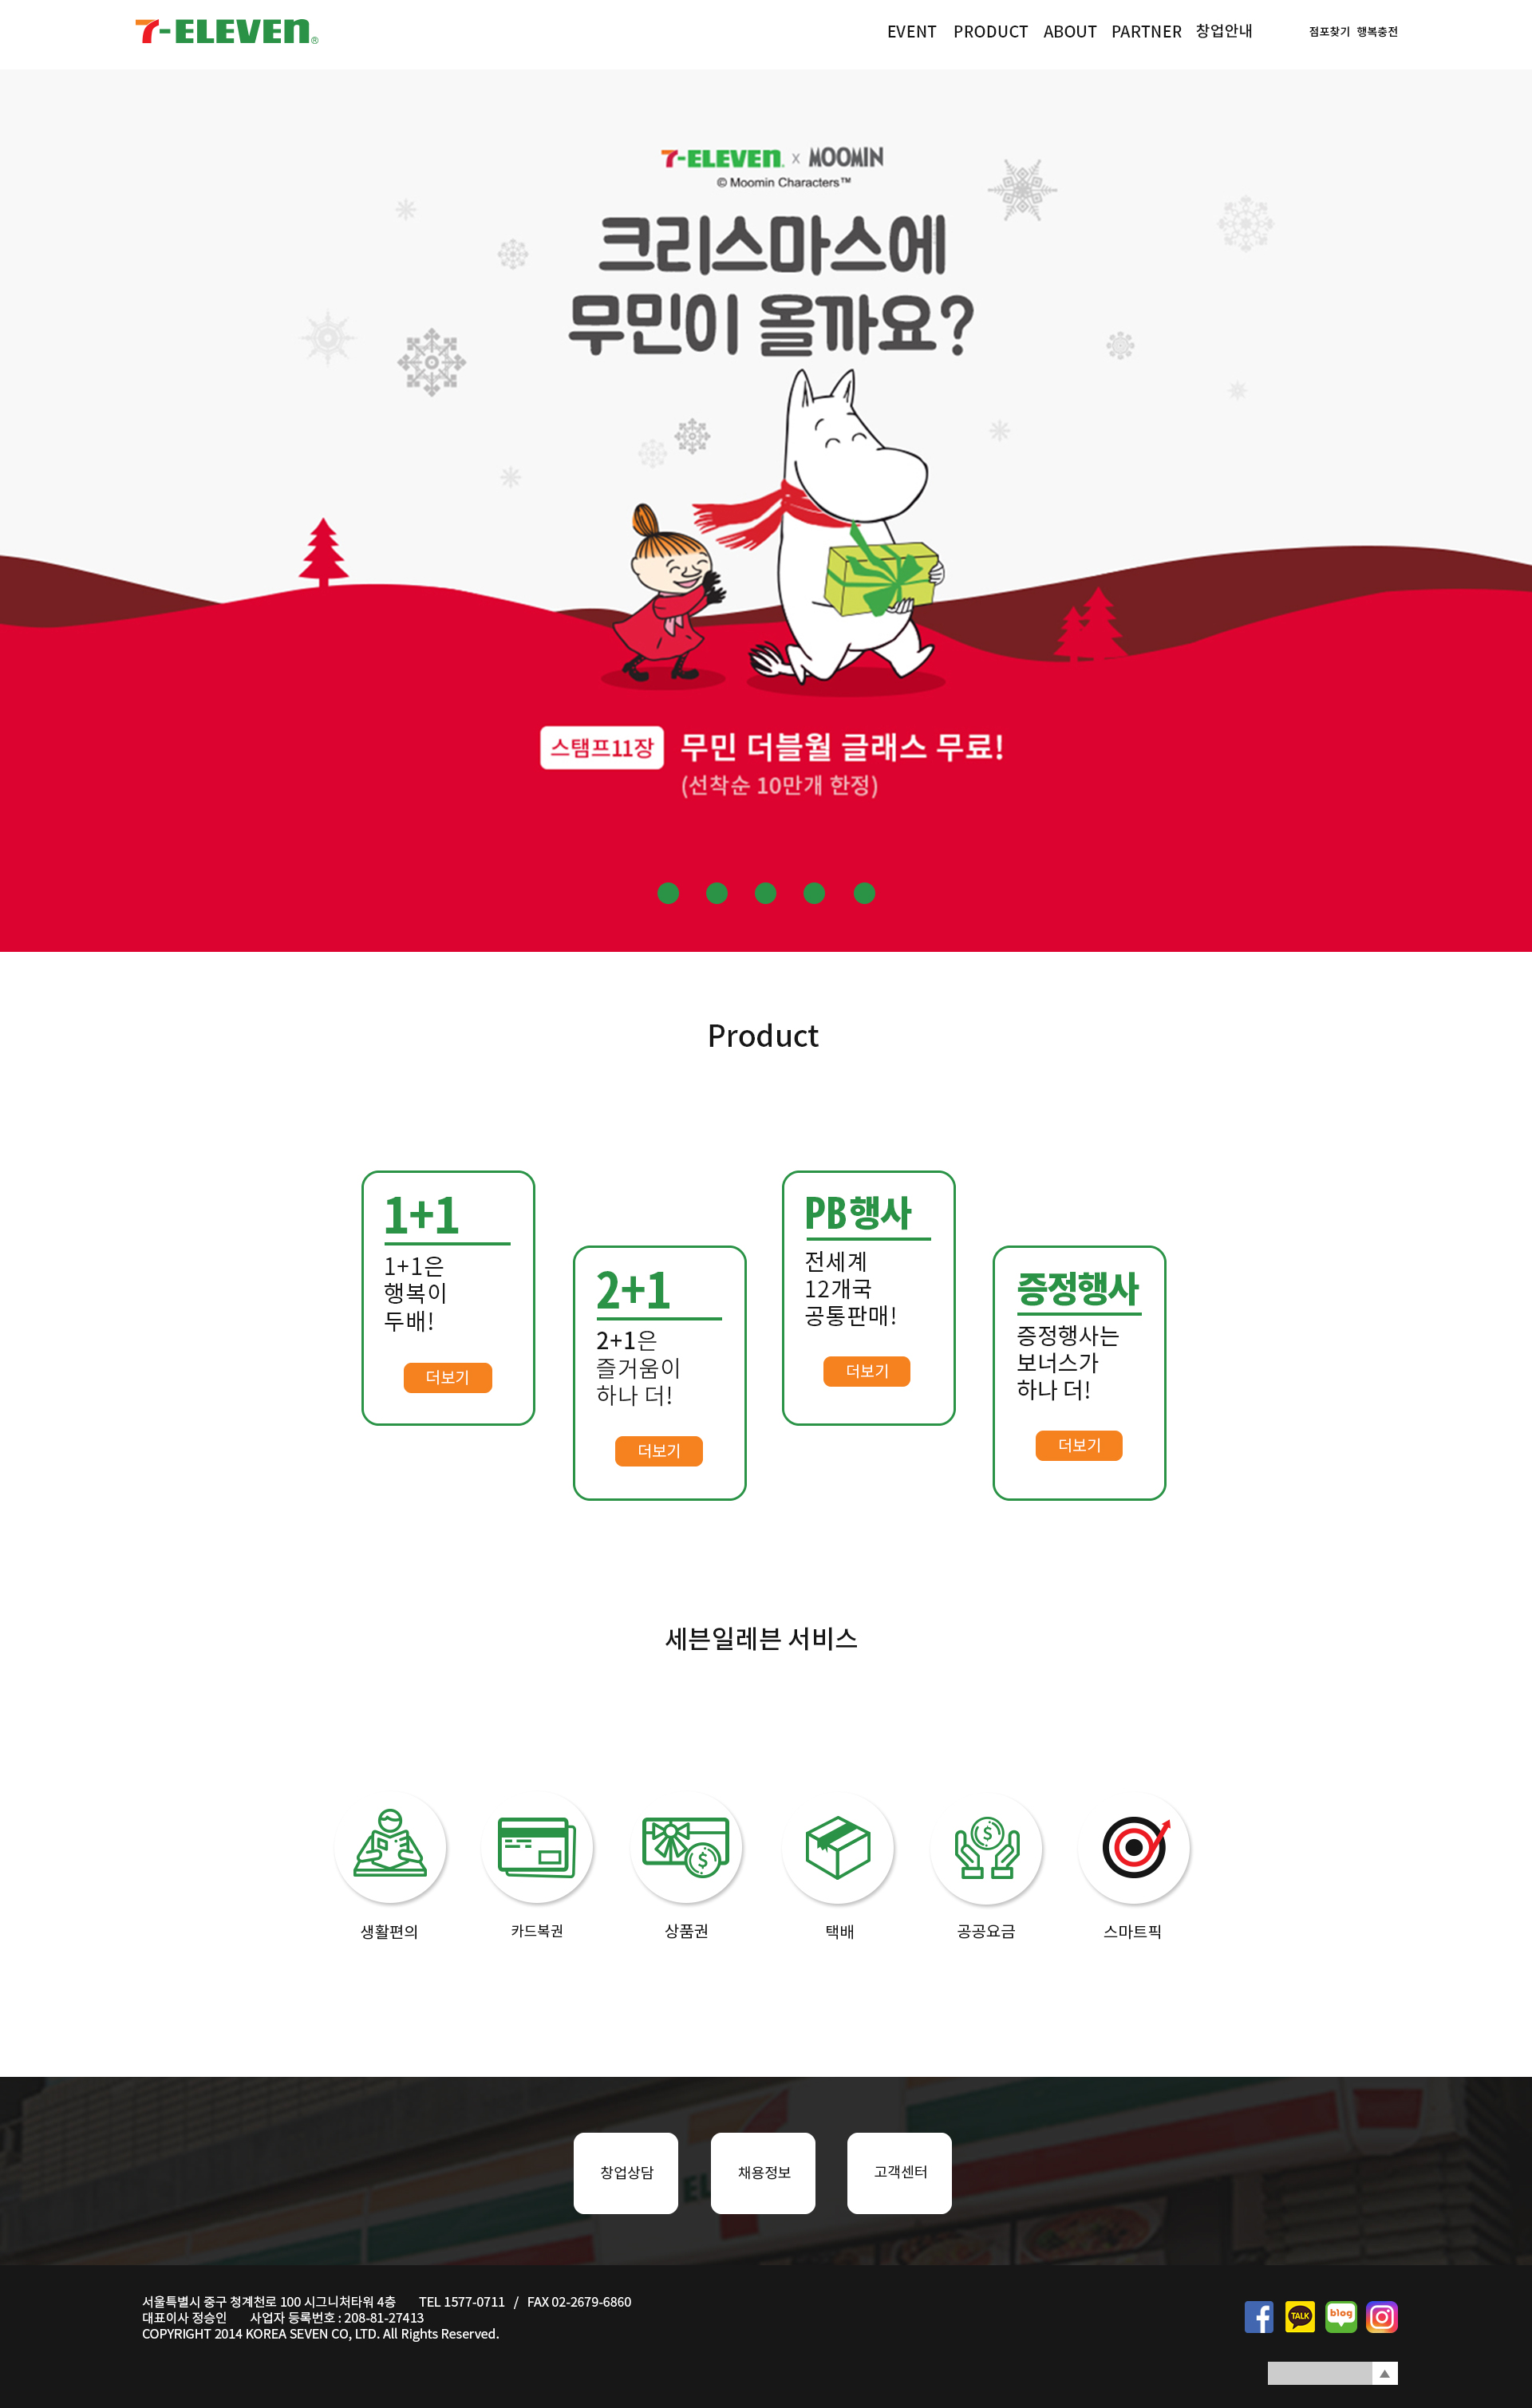 7-ELEVEN®
EVENT PRODUCT ABOUT PARTNER 창업안내 점포찾기 행복충전
7-ELEVEN. x MOOMIN
© Moomin Characters™
크리스마스에
무민이 올까요?
스탬프11장 무민 더블월 글래스 무료!
(선착순 10만개 한정)
Product
1+1
1+1은
행복이
두배!
더보기
2+1
2+1은
즐거움이
하나 더!
더보기
PB행사
전세계
12개국
공통판매!
더보기
증정행사
증정행사는
보너스가
하나 더!
더보기
세븐일레븐 서비스
생활편의 카드복권 상품권 택배 공공요금 스마트픽
창업상담 채용정보 고객센터
서울특별시 중구 청계천로 100 시그니처타워 4층 TEL 1577-0711 / FAX 02-2679-6860
대표이사 정승인 사업자 등록번호 : 208-81-27413
COPYRIGHT 2014 KOREA SEVEN CO, LTD. All Rights Reserved.
TALK blog